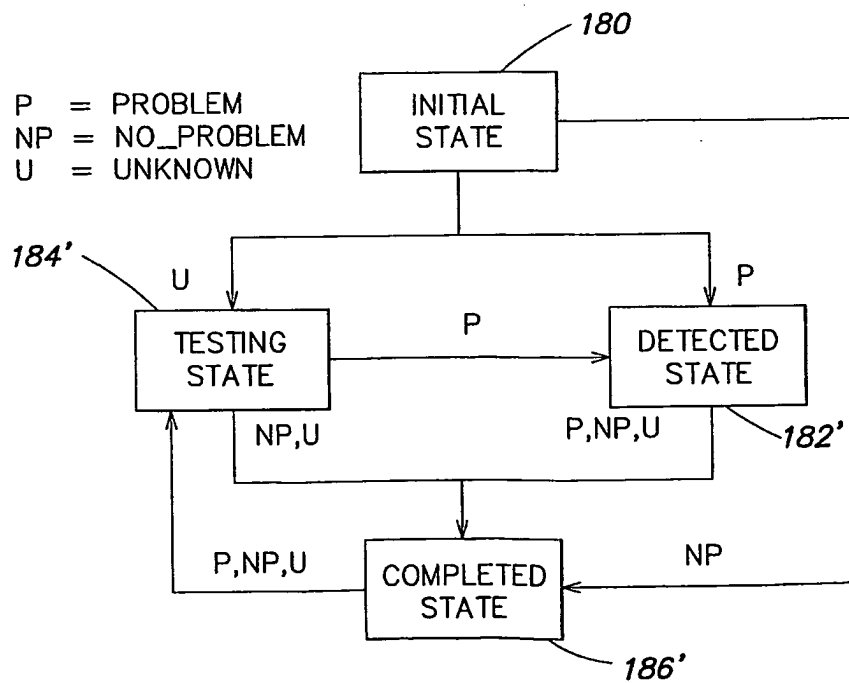 180
P = PROBLEM
NP = NO_PROBLEM
U = UNKNOWN
INITIAL
STATE
184'
U
P
TESTING
STATE
P
DETECTED
STATE
NP,U
P,NP,U
182'
P,NP,U
COMPLETED
STATE
NP
186'